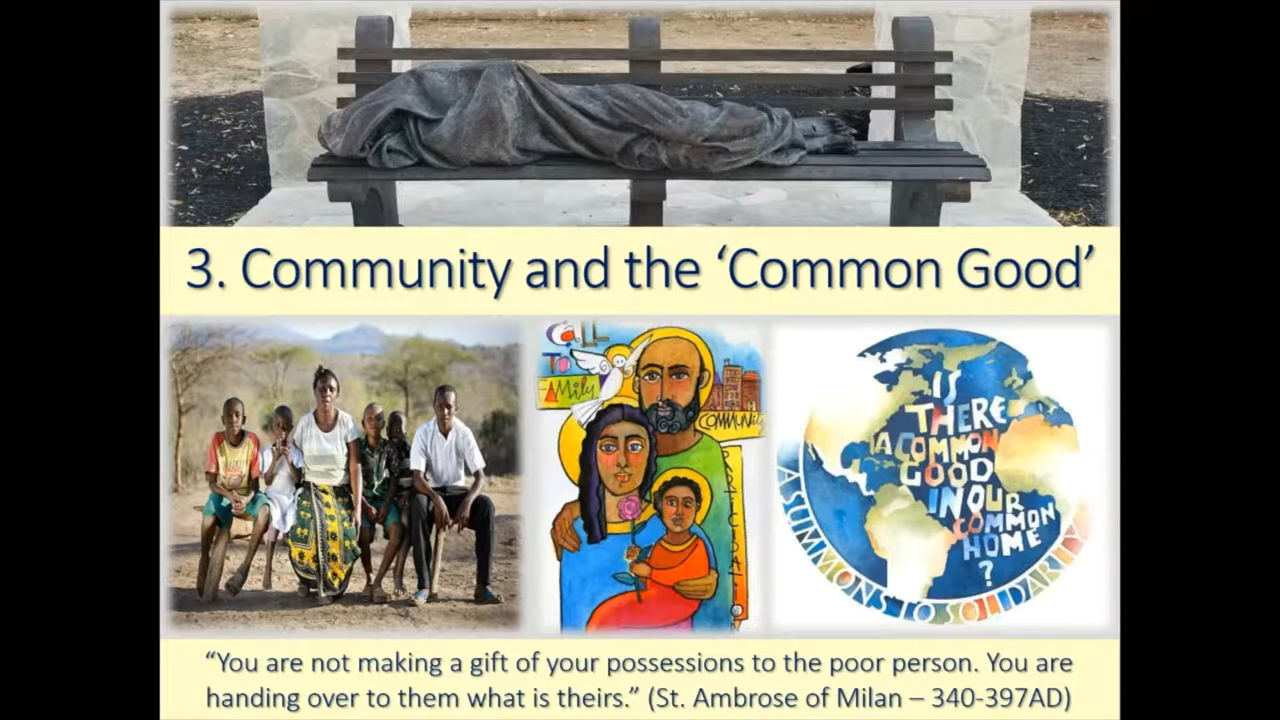 3. Community and the ‘Common Good’
CALL
TO
FAMily
COMMUNity
IS
THERE
A COMMON
GOOD
IN OUR
COMMON
HOME
?
A SUMMONS TO SOLIDARITY
“You are not making a gift of your possessions to the poor person. You are
handing over to them what is theirs.” (St. Ambrose of Milan – 340-397AD)